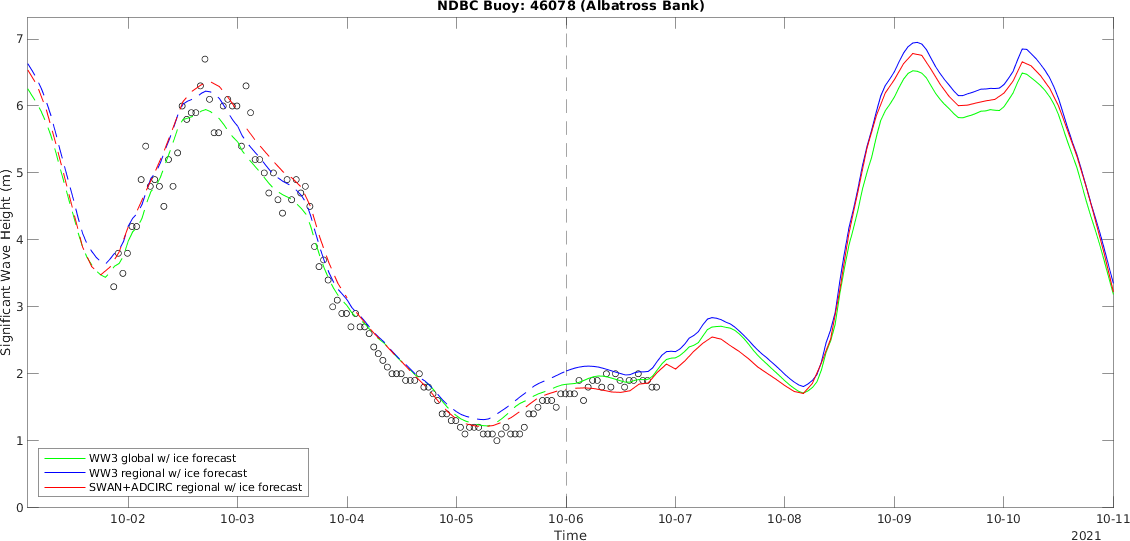 NDBC Buoy: 46078 (Albatross Bank)
7
6
5
4
3
2
1
0
Significant Wave Height (m)
WW3 global w/ ice forecast
WW3 regional w/ ice forecast
SWAN+ADCIRC regional w/ ice forecast
10-02 10-03 10-04 10-05 10-06 10-07 10-08 10-09 10-10 10-11
Time
2021